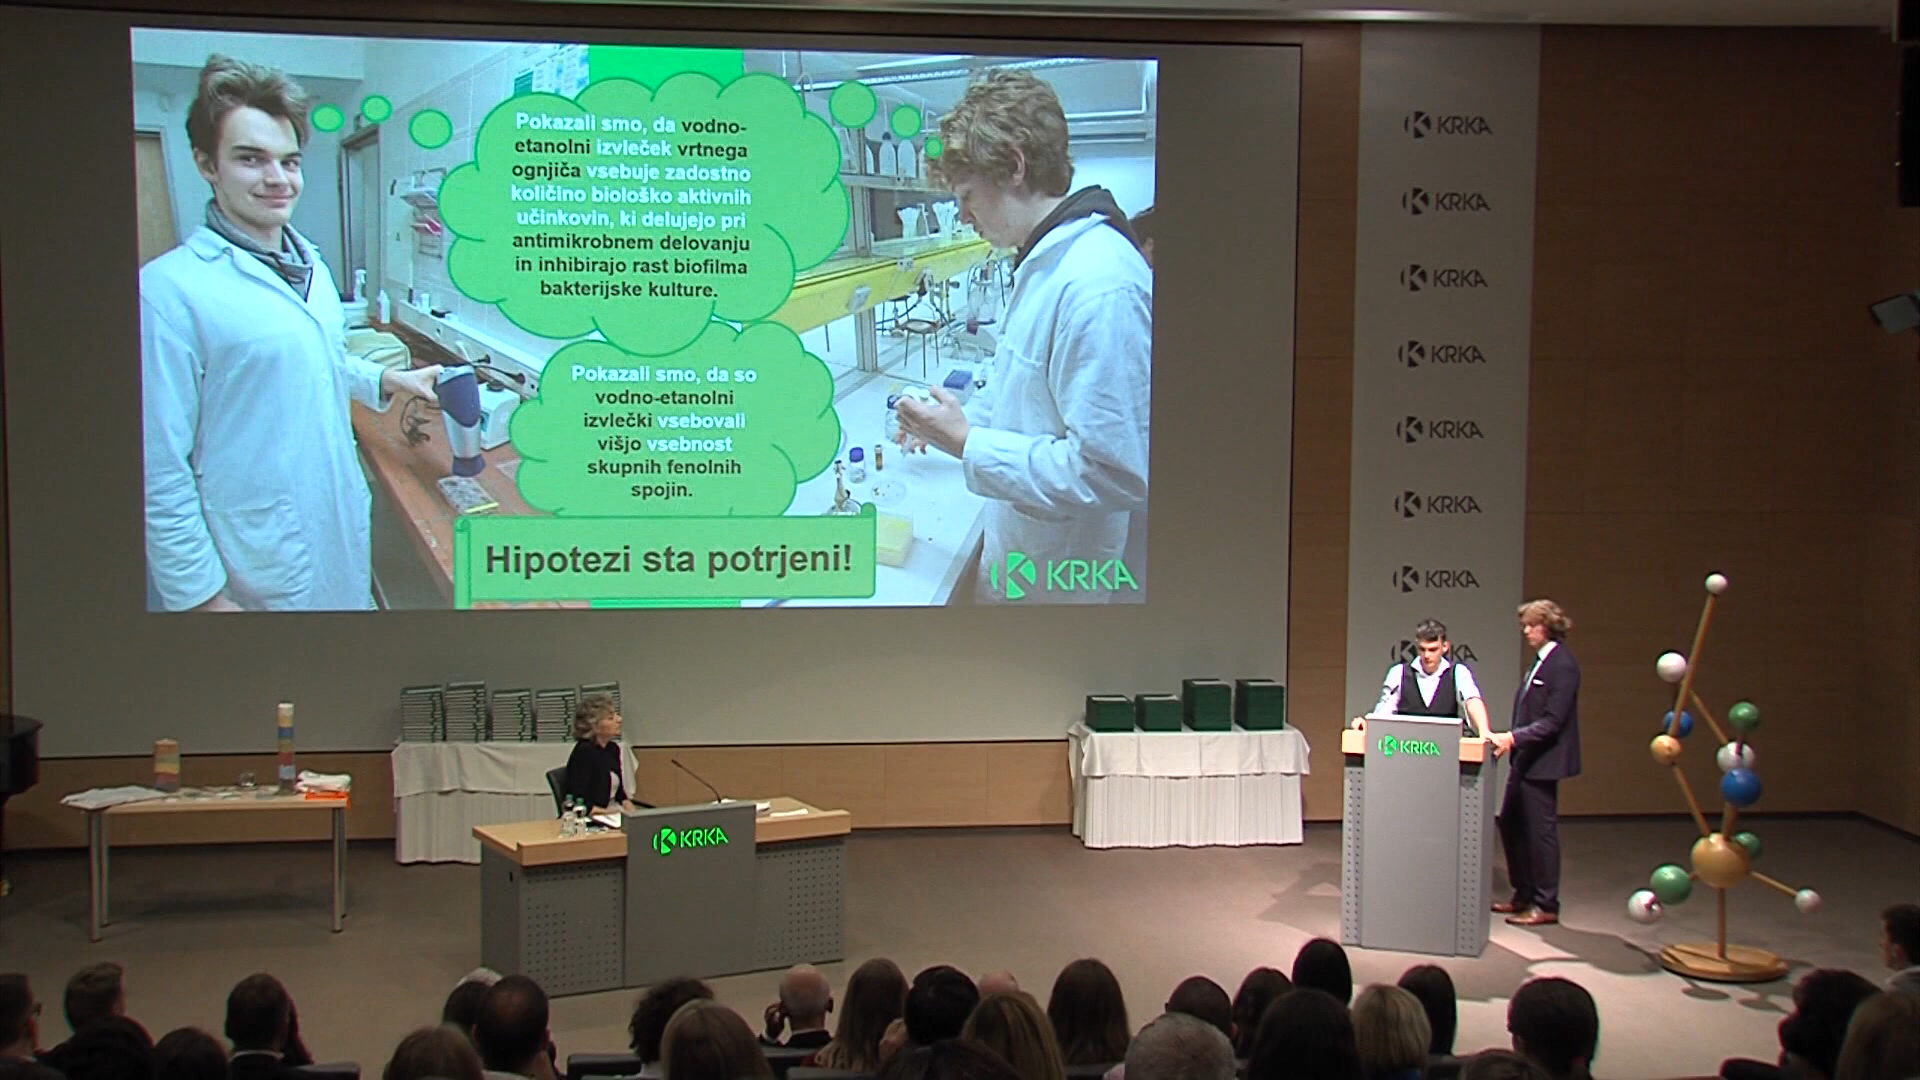 Pokazali smo, da vodno-
etanolni izvleček vrtnega
ognjiča vsebuje zadostno
količino biološko aktivnih
učinkovin, ki delujejo pri
antimikrobnem delovanju
in inhibirajo rast biofilma
bakterijske kulture.
Pokazali smo, da so
vodno-etanolni
izvlečki vsebovali
višjo vsebnost
skupnih fenolnih
spojin.
Hipotezi sta potrjeni!
KRKA
KRKA
KRKA
KRKA
KRKA
KRKA
KRKA
KRKA
KRKA
KRKA
KRKA